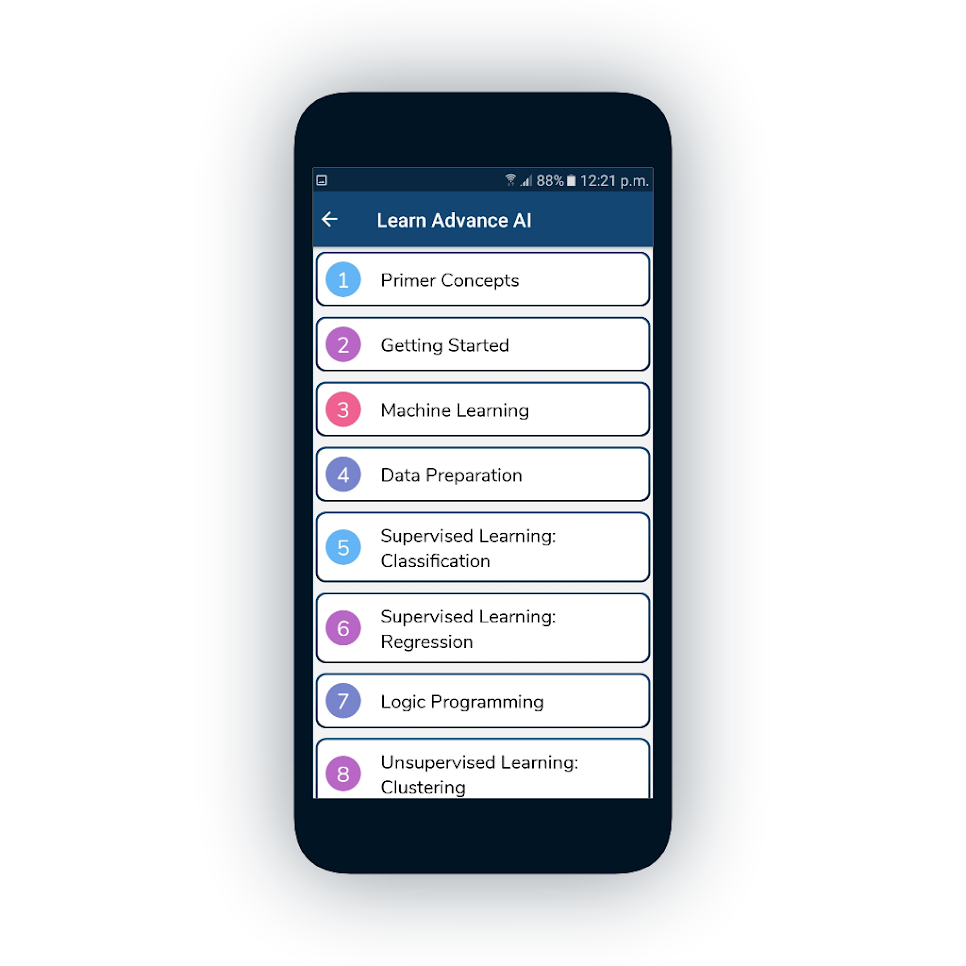 88% 12:21 p.m.
Learn Advance AI
1 Primer Concepts
2 Getting Started
3 Machine Learning
4 Data Preparation
5 Supervised Learning:
Classification
6 Supervised Learning:
Regression
7 Logic Programming
8 Unsupervised Learning:
Clustering